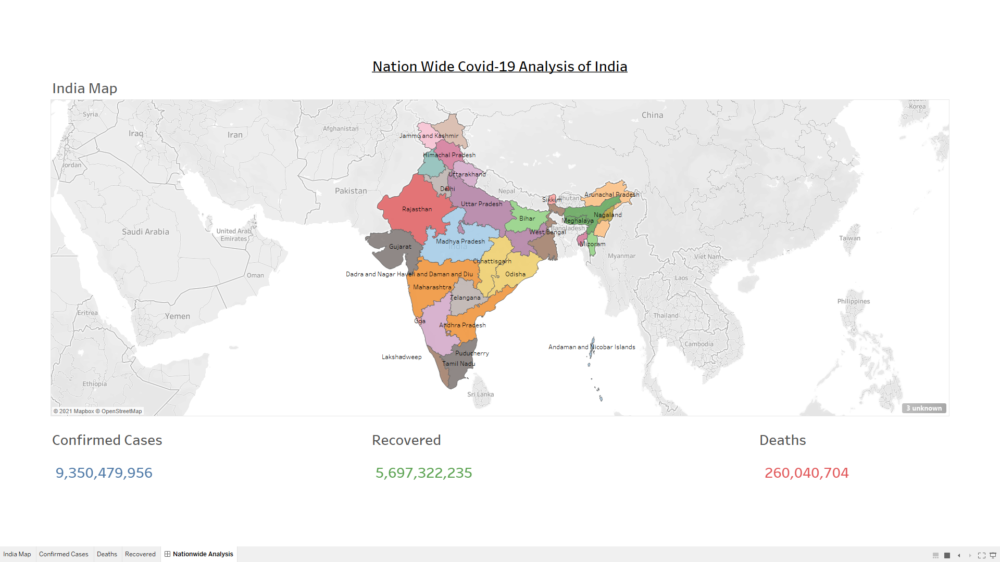 Nation Wide Covid-19 Analysis of India
India Map
South
Korea
Syria
China
Afghanistan
Iraq
Iran
Jammu and Kashmir
Himachal Pradesh
Jordan
Uttarakhand
Pakistan
Delhi
Nepal
Sikkim
Bhutan
Arunachal Pradesh
Uttar Pradesh
Rajasthan
Nagaland
Bihar
Meghalaya
Bangladesh
Saudi Arabia
United Arab
Emirates
West Bengal
Taiwan
Madhya Pradesh
India
Gujarat
Mizoram
Myanmar
Viet Nam
Chhattisgarh
Oman
Dadra and Nagar Haveli and Daman and Diu
Odisha
Laos
Maharashtra
Telangana
Philippines
Eritrea
Yemen
Thailand
Goa
Andhra Pradesh
Cambodia
Andaman and Nicobar Islands
Puducherry
Lakshadweep
Tamil Nadu
Ethiopia
Sri Lanka
© 2021 Mapbox © OpenStreetMap
3 unknown
Confirmed Cases
Recovered
Deaths
9,350,479,956
5,697,322,235
260,040,704
India Map
Confirmed Cases
Deaths
Recovered
Nationwide Analysis